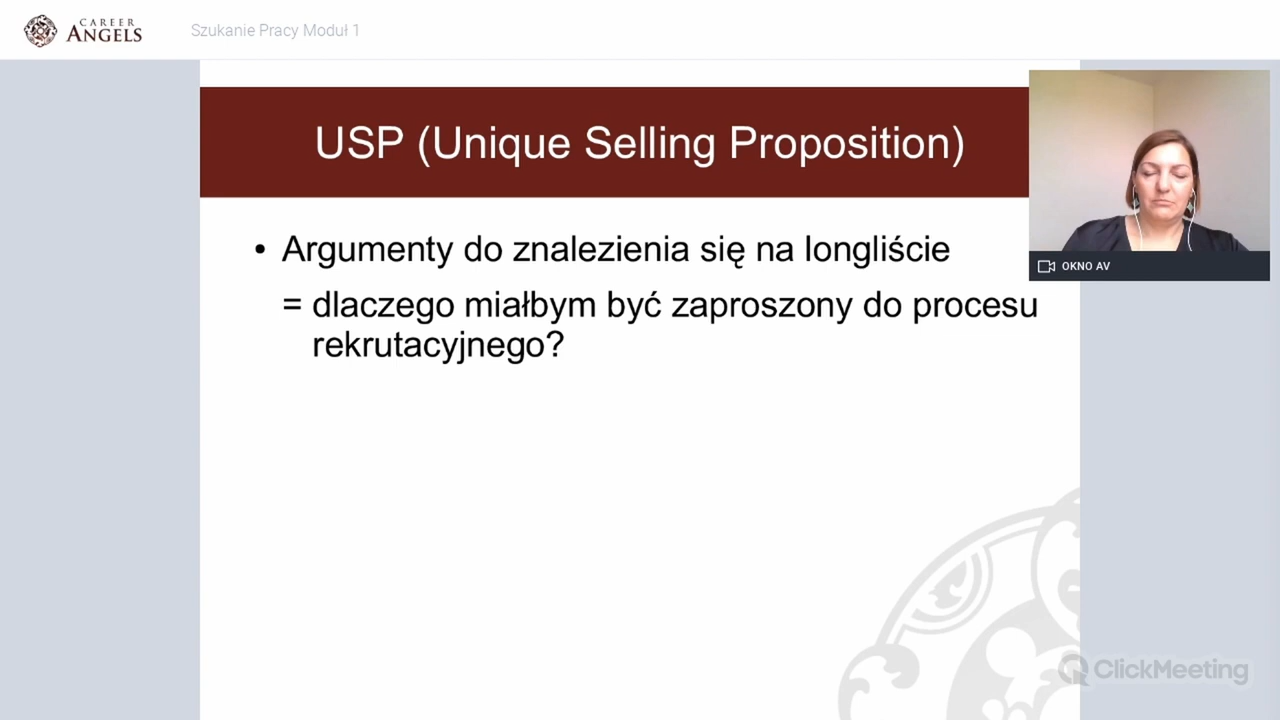 CAREER
ANGELS
Szukanie Pracy Moduł 1
USP (Unique Selling Proposition)
• Argumenty do znalezienia się na longliście
= dlaczego miałbym być zaproszony do procesu
rekrutacyjnego?
OKNO AV
ClickMeeting